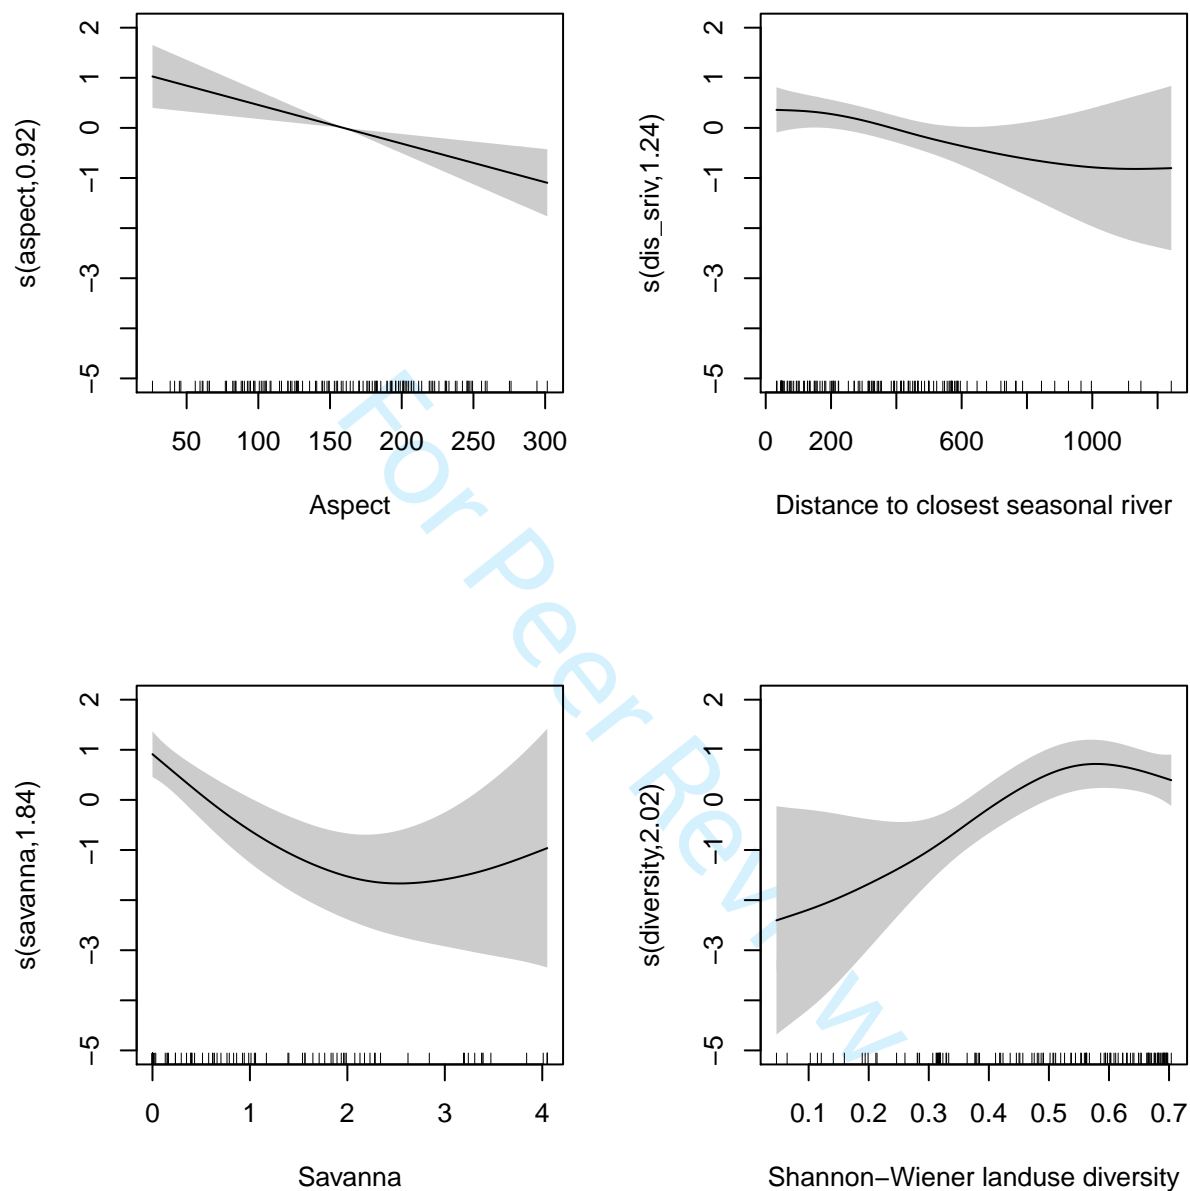 2
1
0
−1
−3
−5
s(aspect,0.92)
50 100 150 200 250 300
Aspect
2
1
0
−1
−3
−5
s(dis_sriv,1.24)
0 200 600 1000
Distance to closest seasonal river
For Peer Review
2
1
0
−1
−3
−5
s(savanna,1.84)
0 1 2 3 4
Savanna
2
1
0
−1
−3
−5
s(diversity,2.02)
0.1 0.2 0.3 0.4 0.5 0.6 0.7
Shannon−Wiener landuse diversity